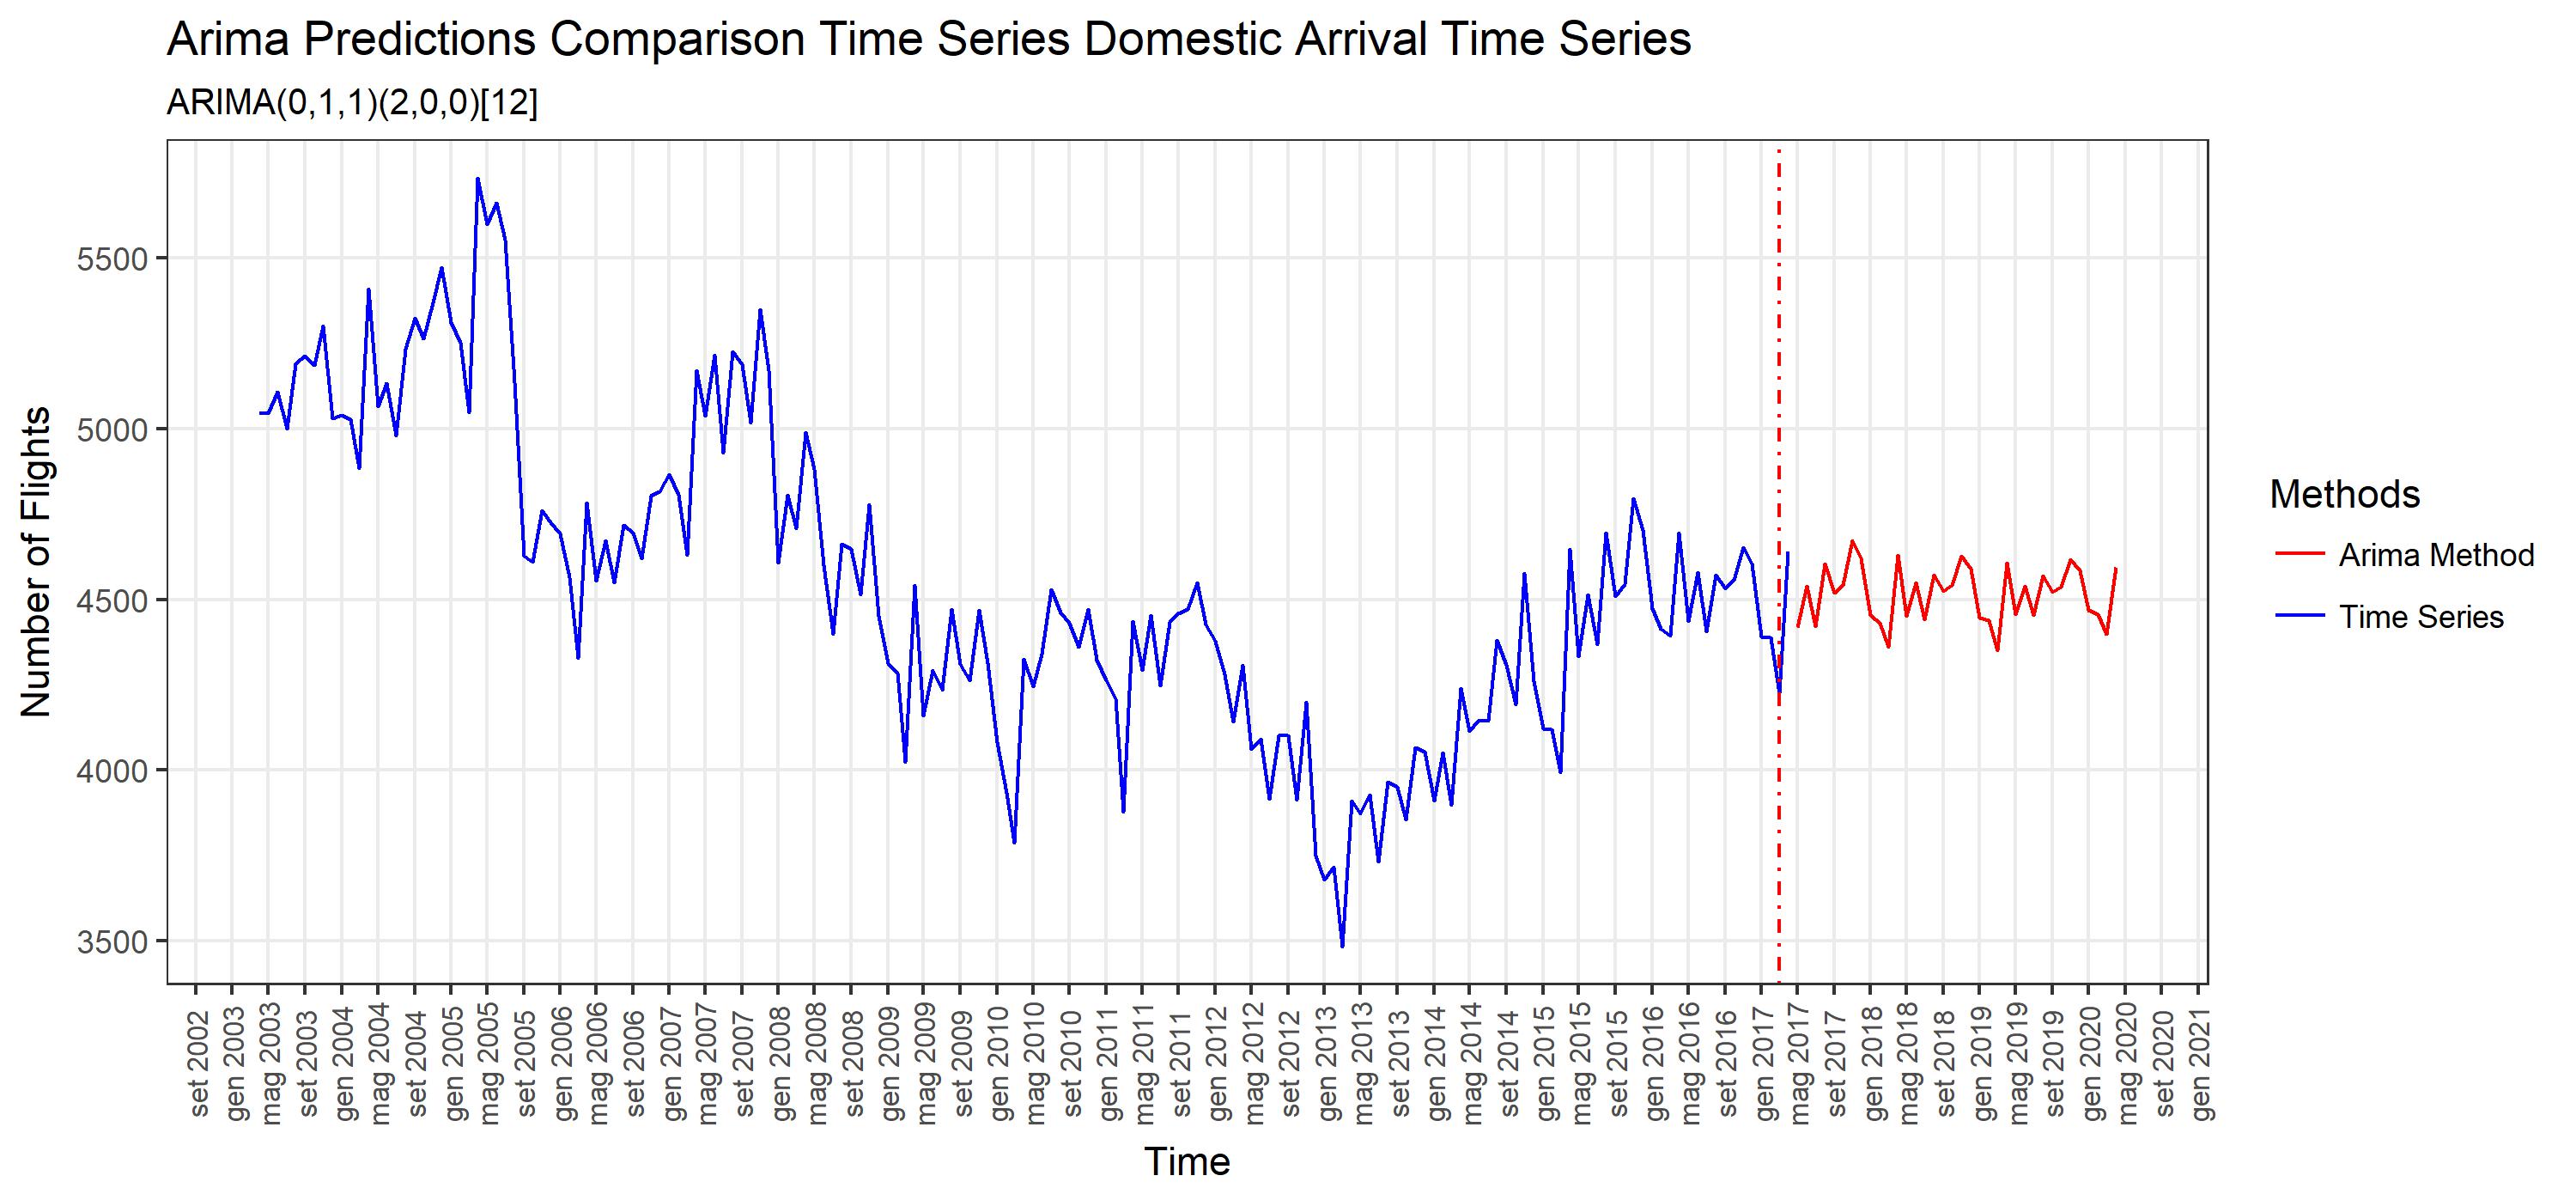 Arima Predictions Comparison Time Series Domestic Arrival Time Series
ARIMA(0,1,1)(2,0,0)[12]
Number of Flights
5500
5000
4500
4000
3500
set 2002
gen 2003
mag 2003
set 2003
gen 2004
mag 2004
set 2004
gen 2005
mag 2005
set 2005
gen 2006
mag 2006
set 2006
gen 2007
mag 2007
set 2007
gen 2008
mag 2008
set 2008
gen 2009
mag 2009
set 2009
gen 2010
mag 2010
set 2010
gen 2011
mag 2011
set 2011
gen 2012
mag 2012
set 2012
gen 2013
mag 2013
set 2013
gen 2014
mag 2014
set 2014
gen 2015
mag 2015
set 2015
gen 2016
mag 2016
set 2016
gen 2017
mag 2017
set 2017
gen 2018
mag 2018
set 2018
gen 2019
mag 2019
set 2019
gen 2020
mag 2020
set 2020
gen 2021
Time
Methods
Arima Method
Time Series